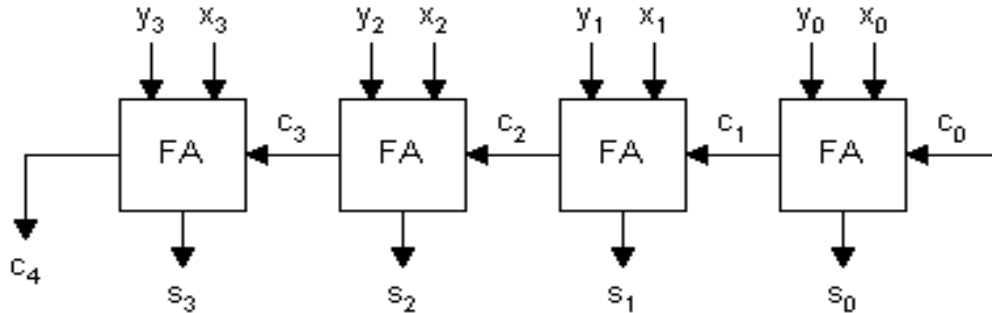 y₃ x₃ y₂ x₂ y₁ x₁ y₀ x₀
FA c₃ FA c₂ FA c₁ FA c₀
c₄ s₃ s₂ s₁ s₀